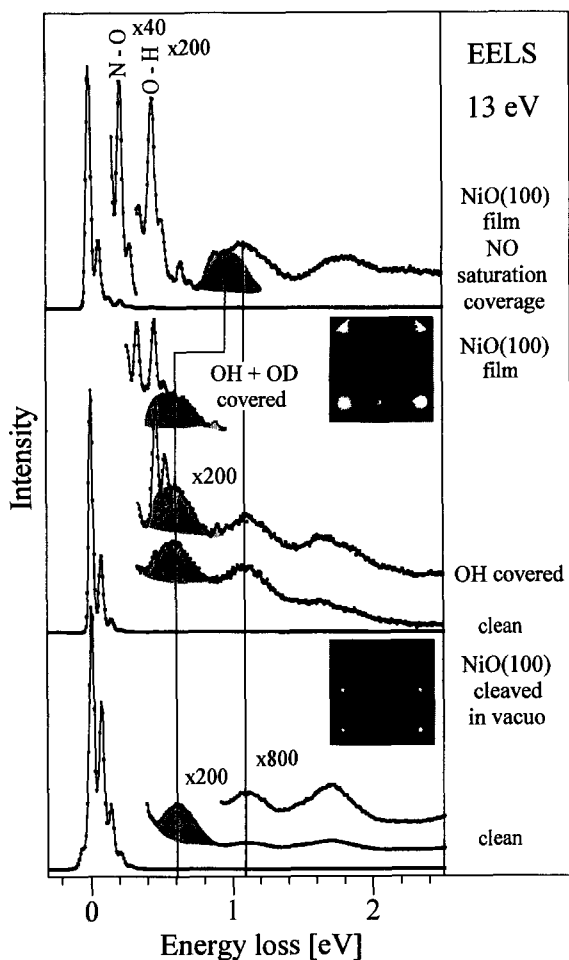 N - O x40
O - H x200
EELS
13 eV
NiO(100)
film
NO
saturation
coverage
NiO(100)
film
OH + OD
covered
x200
OH covered
clean
NiO(100)
cleaved
in vacuo
x200
x800
clean
Intensity
0 1 2
Energy loss [eV]